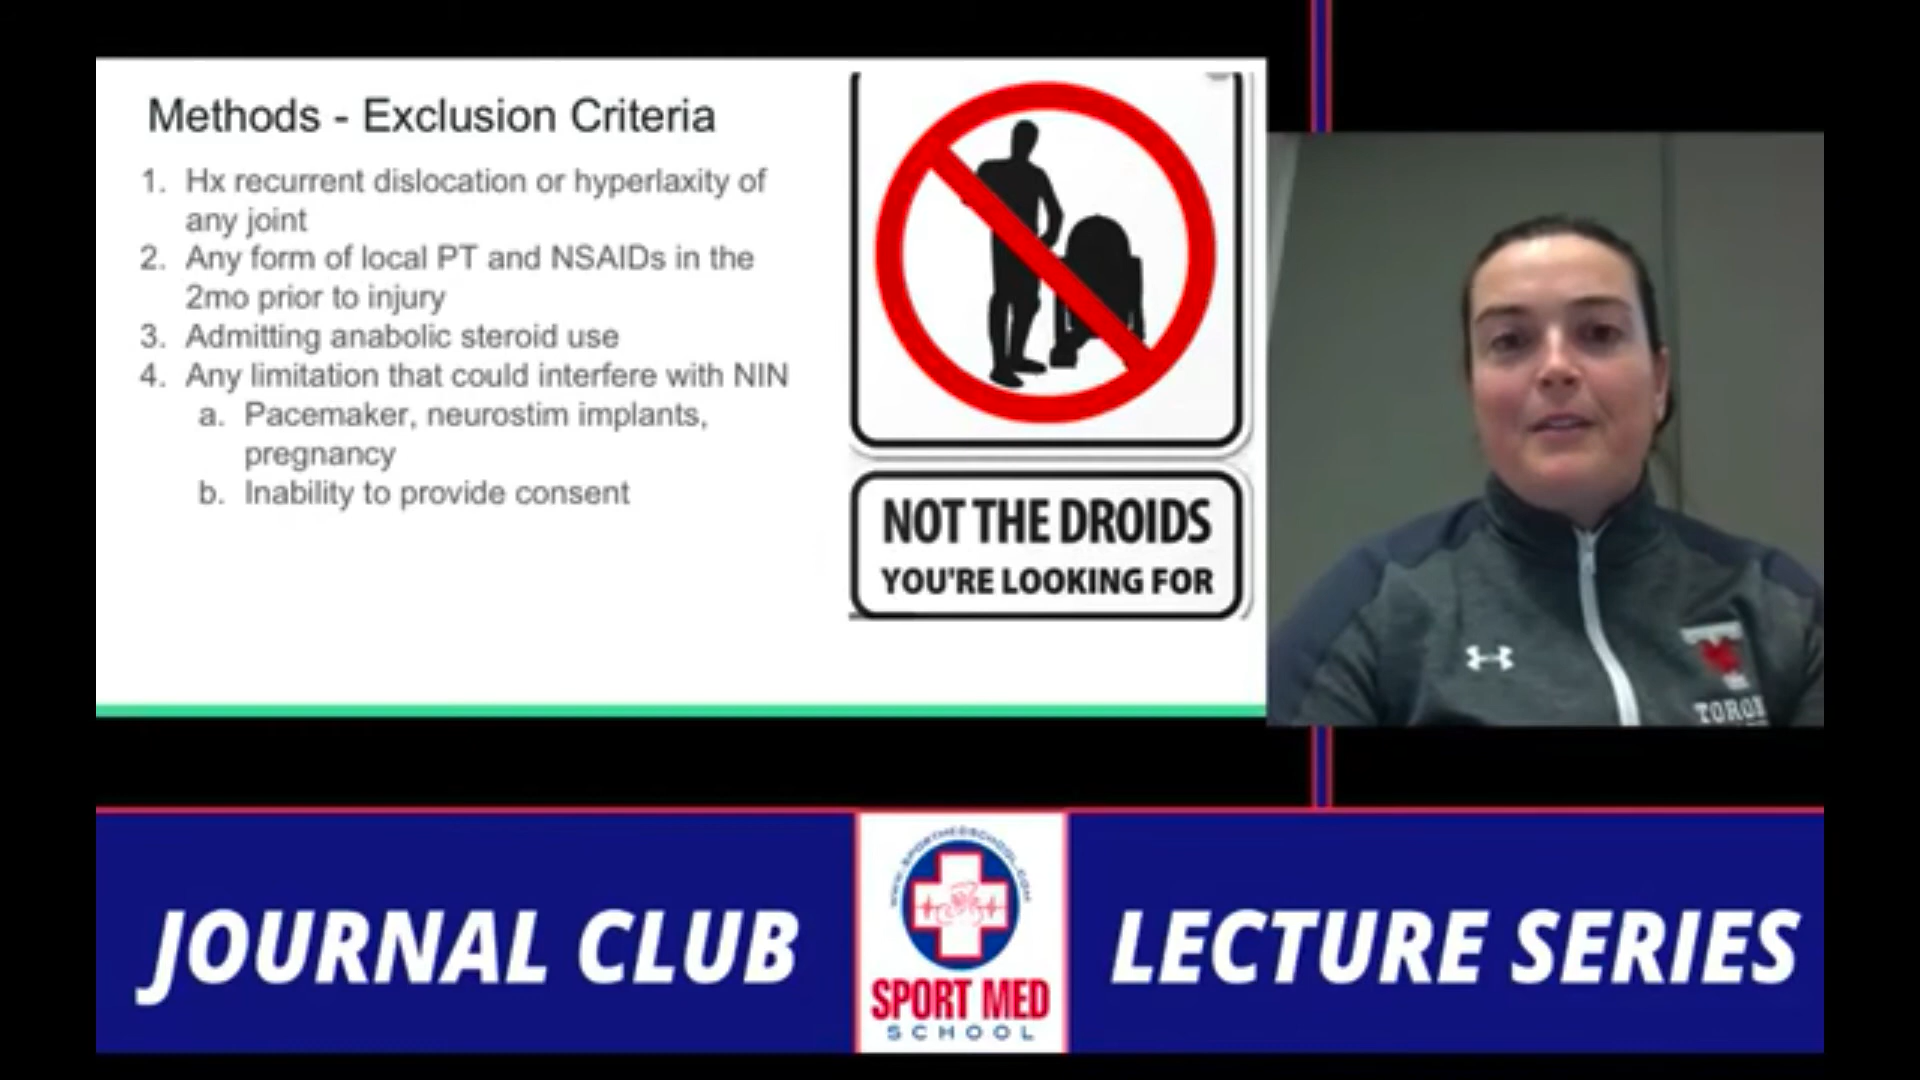 Methods - Exclusion Criteria
1. Hx recurrent dislocation or hyperlaxity of
any joint
2. Any form of local PT and NSAIDs in the
2mo prior to injury
3. Admitting anabolic steroid use
4. Any limitation that could interfere with NIN
a. Pacemaker, neurostim implants,
pregnancy
b. Inability to provide consent
NOT THE DROIDS
YOU'RE LOOKING FOR
JOURNAL CLUB
WWW.SPORTMEDSCHOOL.COM
SPORT MED
SCHOOL
LECTURE SERIES